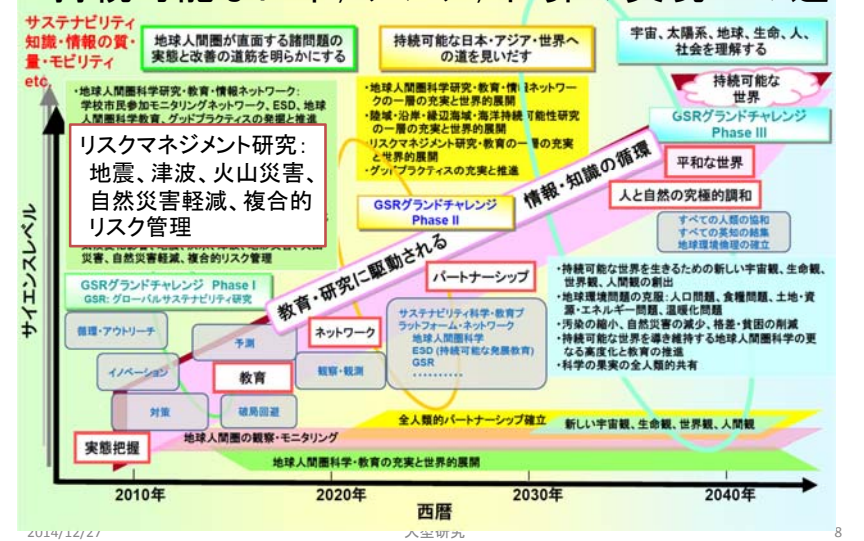 サステナビリティ
知識・情報の質・
量・モビリティ
etc.
地球人間圏が直面する諸問題の
実態と改善の道筋を明らかにする
持続可能な日本・アジア・世界へ
の道を見いだす
宇宙、太陽系、地球、生命、人、
社会を理解する
・地球人間圏科学研究・教育・情報ネットワーク:
学校市民参加モニタリングネットワーク、ESD、地球
人間圏科学教育、グッドプラクティスの発掘と推進
リスクマネジメント研究:
地震、津波、火山災害、
自然災害軽減、複合的
リスク管理
災害、自然災害軽減、複合的リスク管理
・地球人間圏科学研究・教育・情報ネットワー
クの一層の充実と世界的展開
・陸域・沿岸・縁辺海域・海洋持続可能性研究
の一層の充実と世界的展開
・リスクマネジメント研究・教育の一層の充実
と世界的展開
・グッドプラクティスの充実と推進
持続可能な
世界
GSRグランドチャレンジ
Phase III
平和な世界
人と自然の究極的調和
すべての人類の協和
すべての英知の結集
地球環境倫理の確立
GSRグランドチャレンジ
Phase II
教育・研究に駆動される 情報・知識の循環
GSRグランドチャレンジ Phase I
GSR: グローバルサステナビリティ研究
パートナーシップ
・持続可能な世界を生きるための新しい宇宙観、生命観、
世界観、人間観の創出
・地球環境問題の克服:人口問題、食糧問題、土地・資
源・エネルギー問題、温暖化問題
・汚染の縮小、自然災害の減少、格差・貧困の削減
・持続可能な世界を導き維持する地球人間圏科学の更
なる高度化と教育の推進
・科学の果実の全人類的共有
サステナビリティ科学・教育プ
ラットフォーム・ネットワーク
地球人間圏科学
ESD (持続可能な発展教育)
GSR
・・・・・・・・・・
循環・アウトリーチ
予測
ネットワーク
イノベーション
教育
観察・観測
対策
破局回避
実態把握
全人類的パートナーシップ確立
新しい宇宙観、生命観、世界観、人間観
地球人間圏の観察・モニタリング
地球人間圏科学・教育の充実と世界的展開
サイエンスレベル
2010年
2020年
2030年
2040年
西暦
2014/12/27
大型研究
8